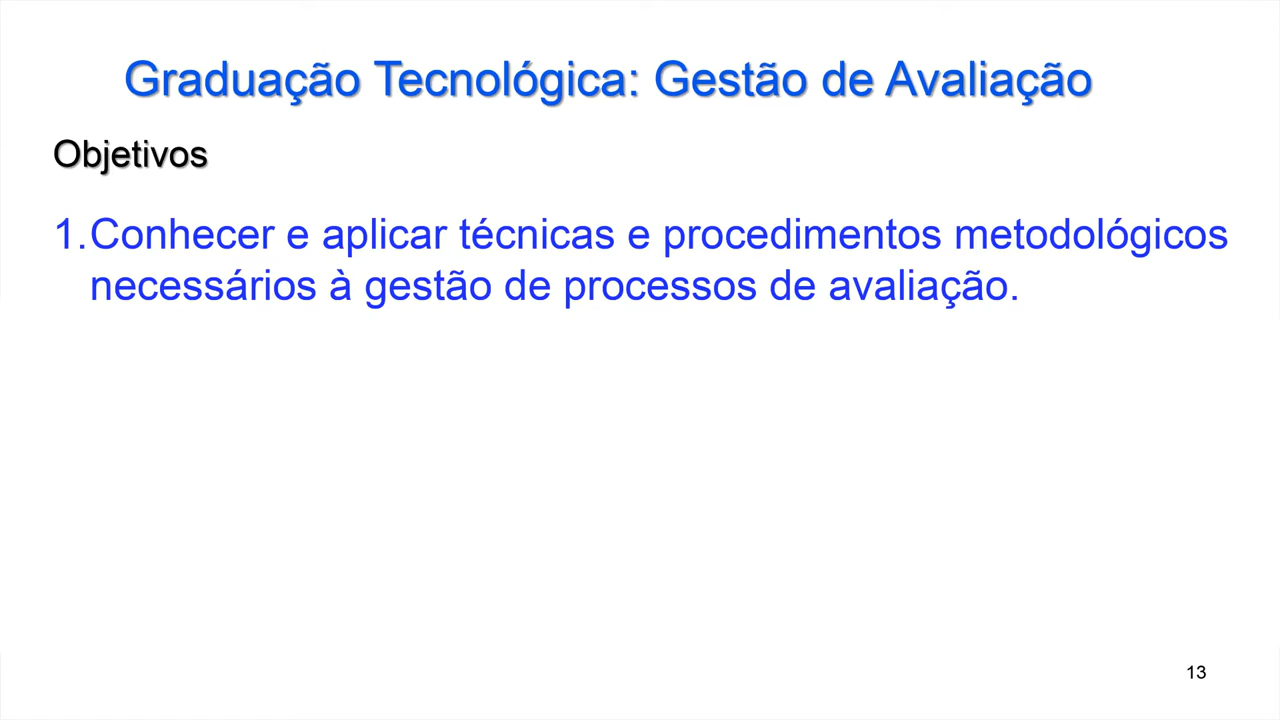 Graduação Tecnológica: Gestão de Avaliação
Objetivos
1.Conhecer e aplicar técnicas e procedimentos metodológicos
necessários à gestão de processos de avaliação.
13